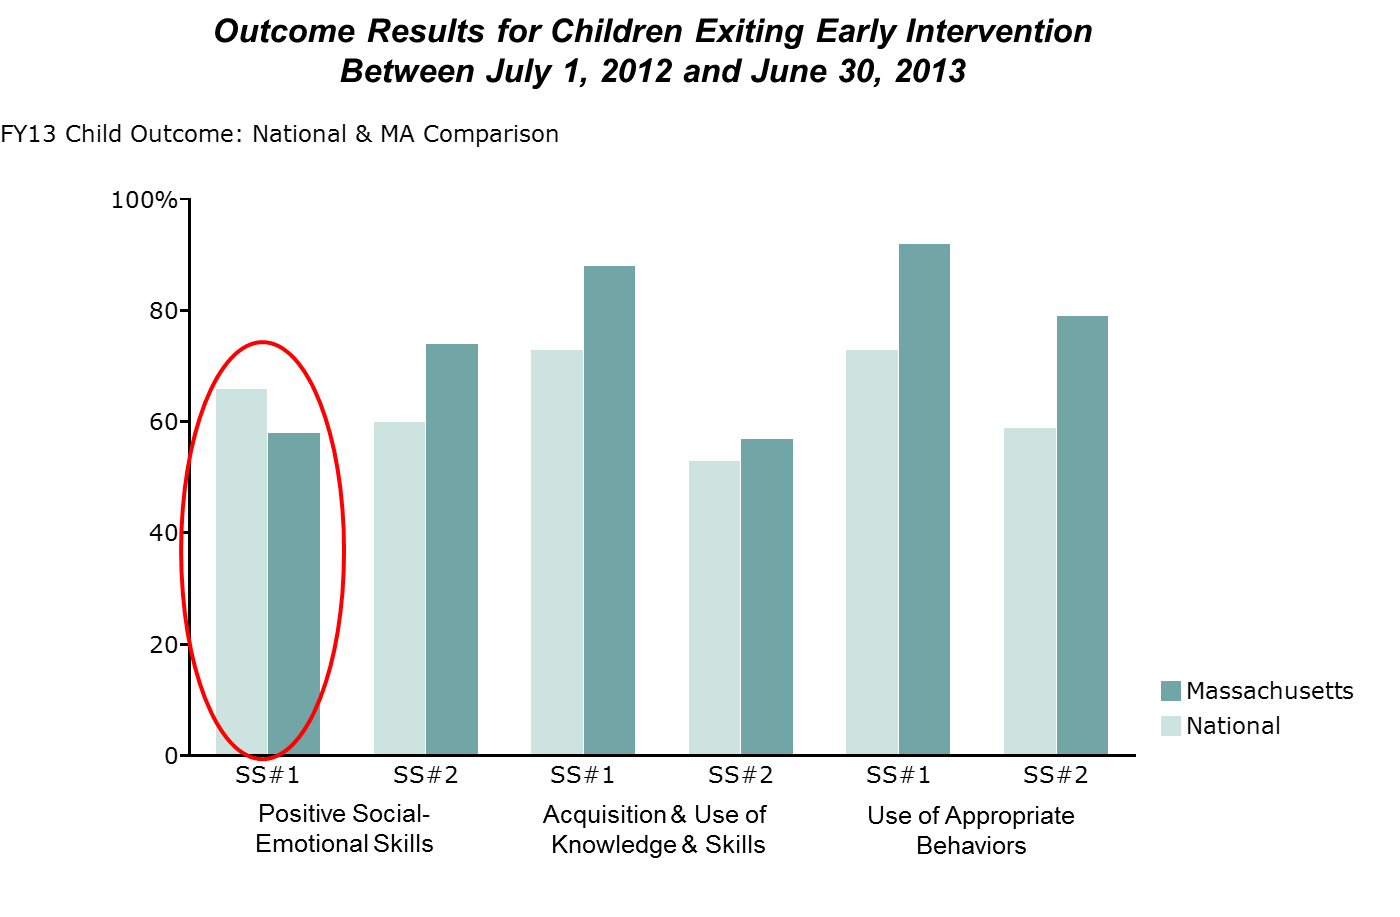 Outcome Results for Children Exiting Early Intervention
Between July 1, 2012 and June 30, 2013
FY13 Child Outcome: National & MA Comparison
100%
80
60
40
20
0
SS#1 SS#2 SS#1 SS#2 SS#1 SS#2
Positive Social-
Emotional Skills
Acquisition & Use of
Knowledge & Skills
Use of Appropriate
Behaviors
Massachusetts
National